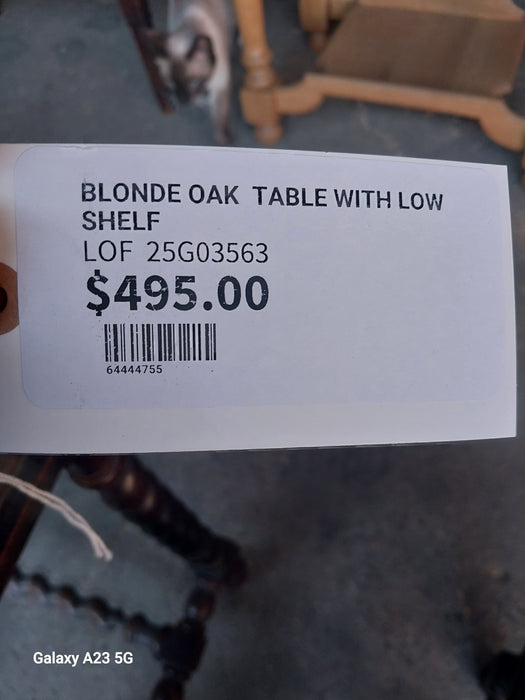 BLONDE OAK TABLE WITH LOW
SHELF
LOF 25G03563
$495.00
64444755
Galaxy A23 5G